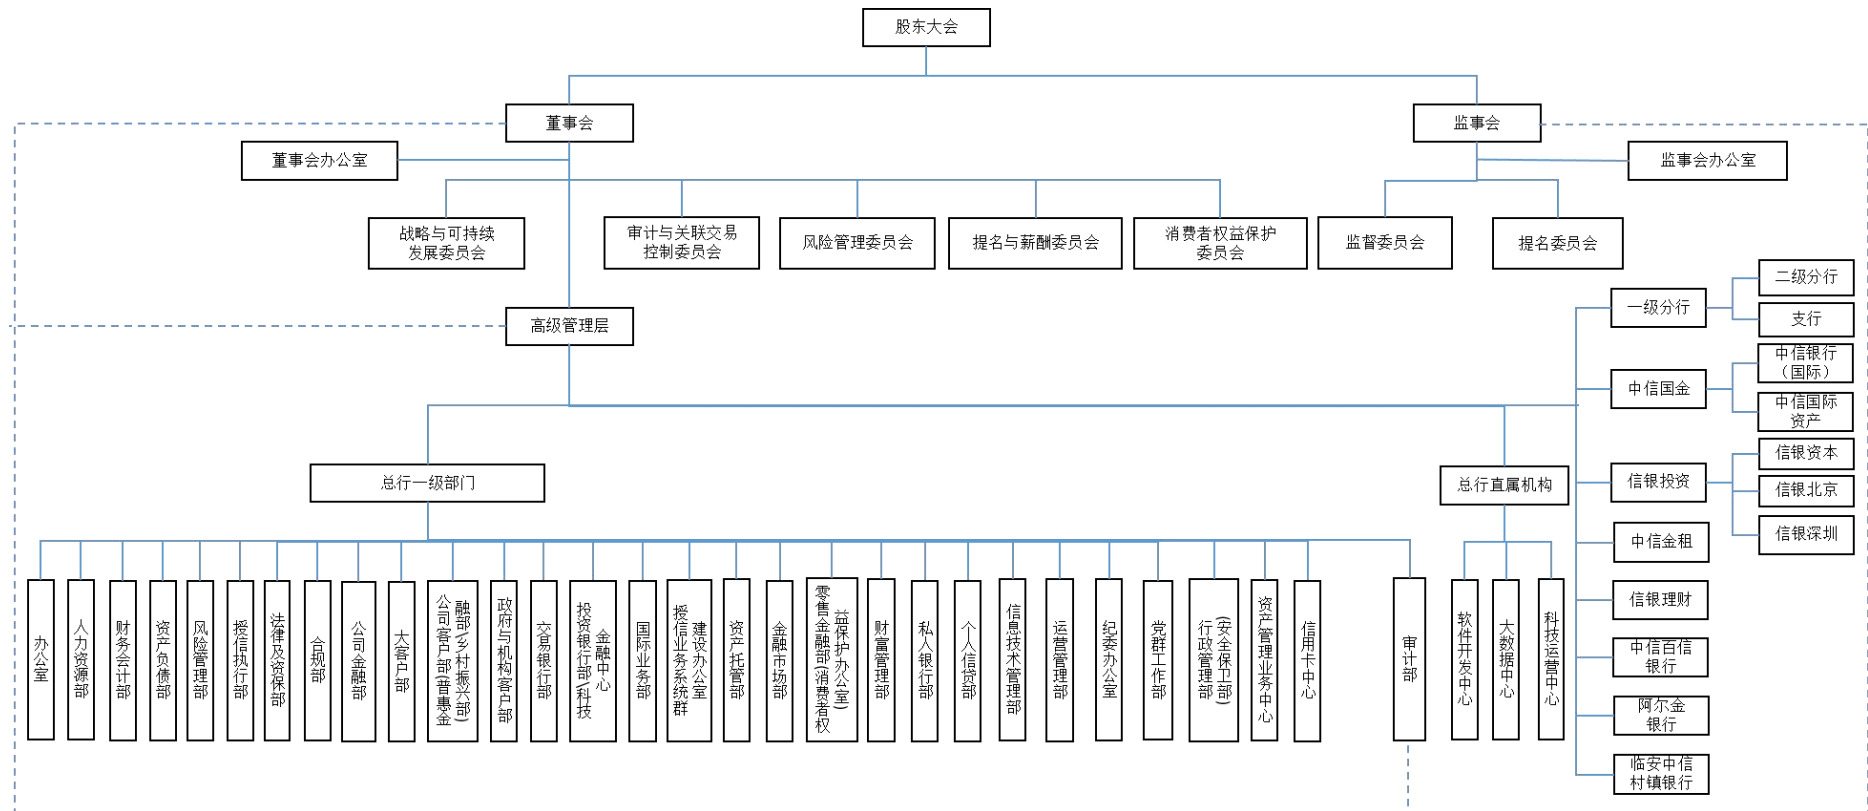 股东大会
董事会
监事会
董事会办公室
监事会办公室
战略与可持续
发展委员会
审计与关联交易
控制委员会
风险管理委员会
提名与薪酬委员会
消费者权益保护
委员会
监督委员会
提名委员会
高级管理层
一级分行
二级分行
支行
中信国金
中信银行
（国际）
中信国际
资产
总行一级部门
总行直属机构
信银投资
信银资本
信银北京
信银深圳
中信金租
信银理财
中信百信
银行
阿尔金
银行
临安中信
村镇银行
办公室
人力资源部
财务会计部
资产负债部
风险管理部
授信执行部
法律及资保部
合规部
公司金融部
大客户部
公司客户部(普惠金
融部/乡村振兴部)
政府与机构客户部
交易银行部
投资银行部/科技
金融中心
国际业务部
授信业务系统群
建设办公室
资产托管部
金融市场部
零售金融部(消费者权
益保护办公室)
财富管理部
私人银行部
个人信贷部
信息技术管理部
运营管理部
纪委办公室
党群工作部
行政管理部
(安全保卫部)
资产管理业务中心
信用卡中心
审计部
软件开发中心
大数据中心
科技运营中心